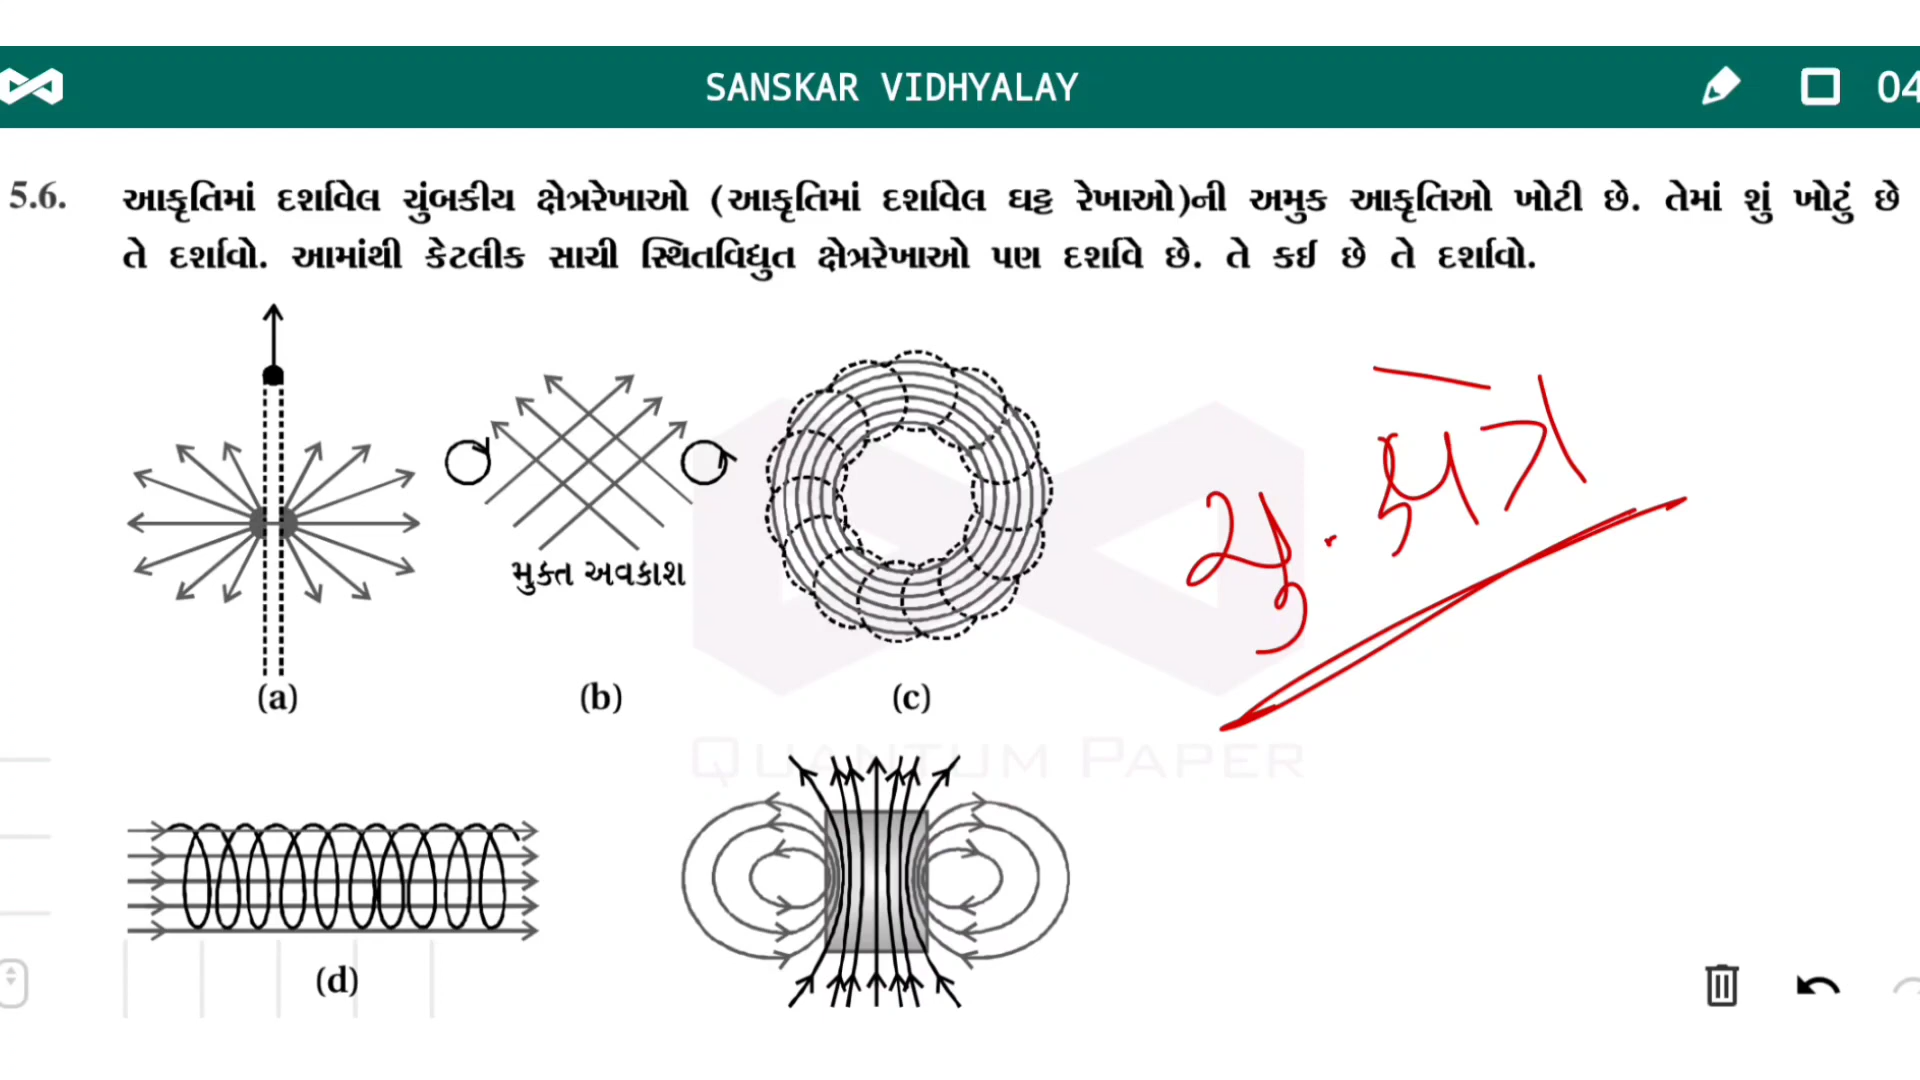 SANSKAR VIDHYALAY
04
5.6. આકૃતિમાં દર્શાવેલ ચુંબકીય ક્ષેત્રરેખાઓ (આકૃતિમાં દર્શાવેલ ઘટ્ટ રેખાઓ)ની અમુક આકૃતિઓ ખોટી છે. તેમાં શું ખોટું છે
તે દર્શાવો. આમાંથી કેટલીક સાચી સ્થિતવિદ્યુત ક્ષેત્રરેખાઓ પણ દર્શાવે છે. તે કઈ છે તે દર્શાવો.
મુક્ત અવકાશ
(a) (b) (c)
QUANTUM PAPER
(d)